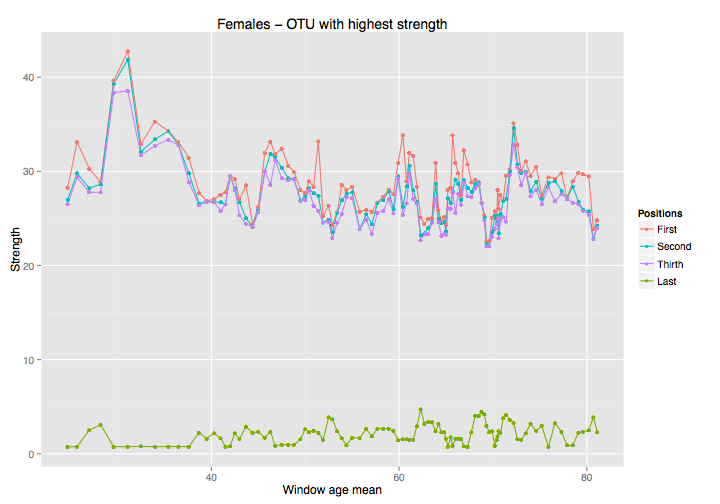 Females – OTU with highest strength
40
30
20
10
0
Strength
40
60
80
Window age mean
Positions
First
Second
Thirth
Last